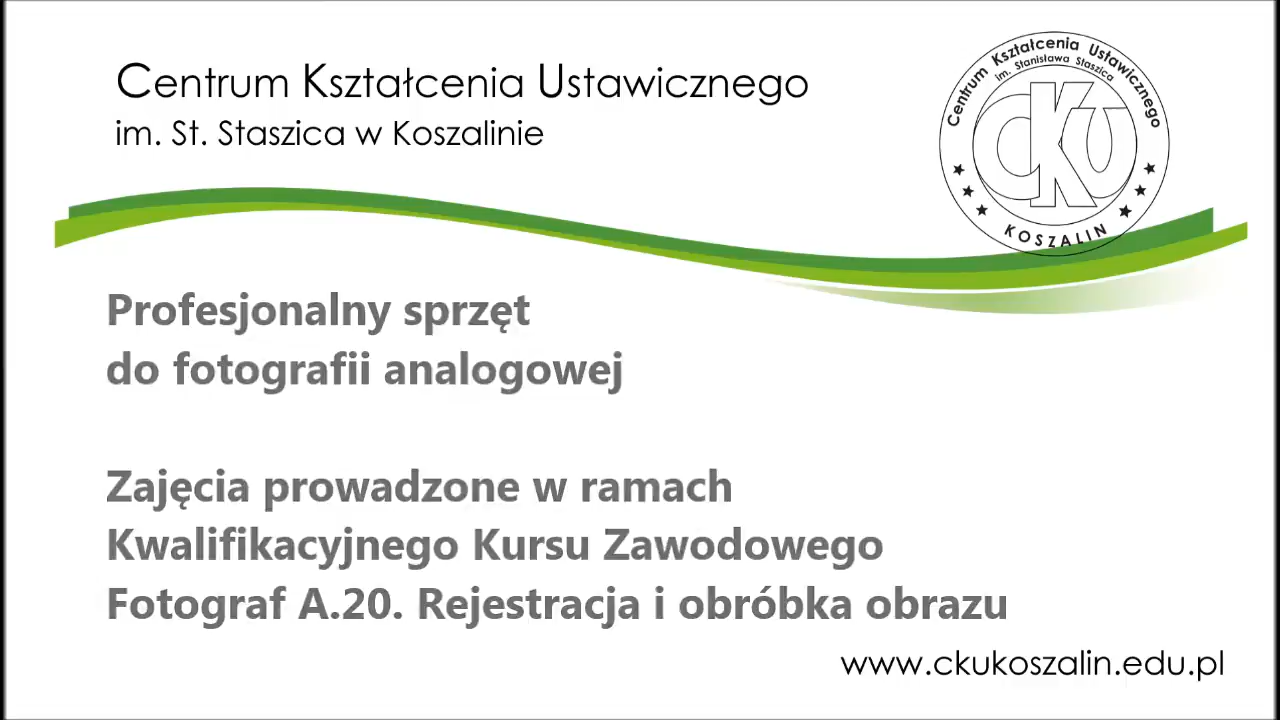 Centrum Kształcenia Ustawicznego
im. St. Staszica w Koszalinie
Centrum Kształcenia Ustawicznego
im. Stanisława Staszica
CKU
KOSZALIN
Profesjonalny sprzęt
do fotografii analogowej
Zajęcia prowadzone w ramach
Kwalifikacyjnego Kursu Zawodowego
Fotograf A.20. Rejestracja i obróbka obrazu
www.ckukoszalin.edu.pl